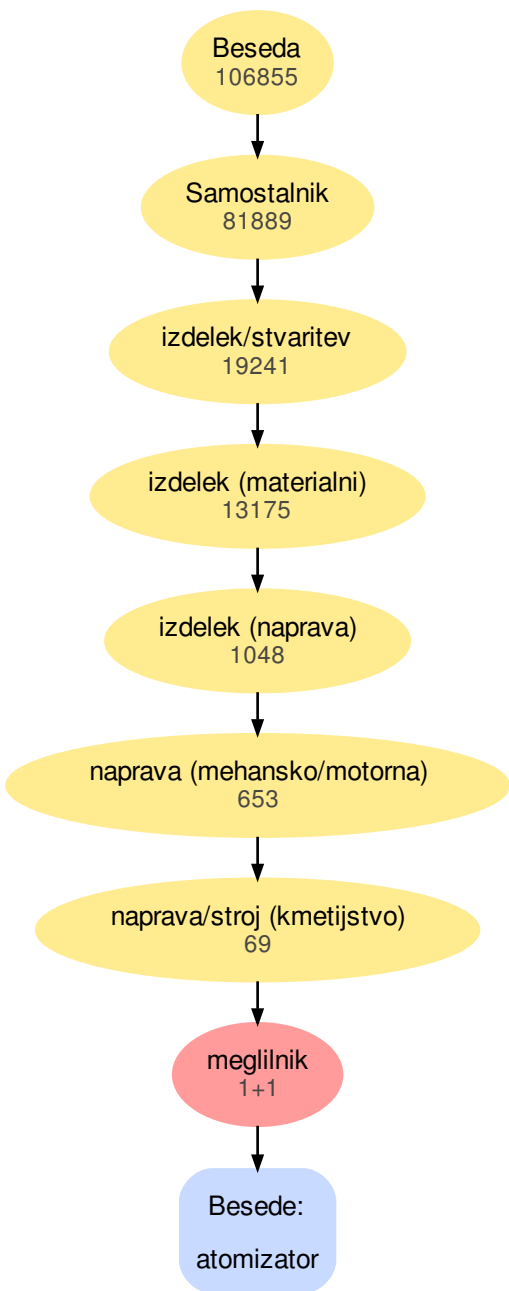 Beseda
106855
Samostalnik
81889
izdelek/stvaritev
19241
izdelek (materialni)
13175
izdelek (naprava)
1048
naprava (mehansko/motorna)
653
naprava/stroj (kmetijstvo)
69
meglilnik
1+1
Besede:
atomizator